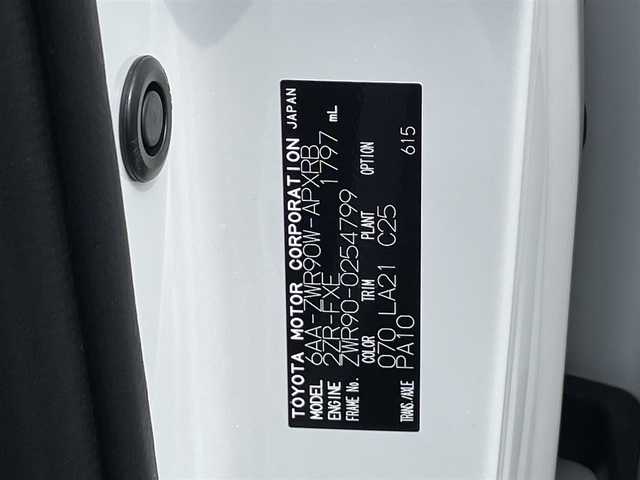 TOYOTA MOTOR CORPORATION JAPAN
MODEL 6AA-ZWR90W-APXRB
ENGINE 2ZR-FXE 1797 mL
FRAME No. ZWR90-0254799
COLOR TRIM PLANT OPTION
070 LA21 C25 615
TRANS./AXLE PA10